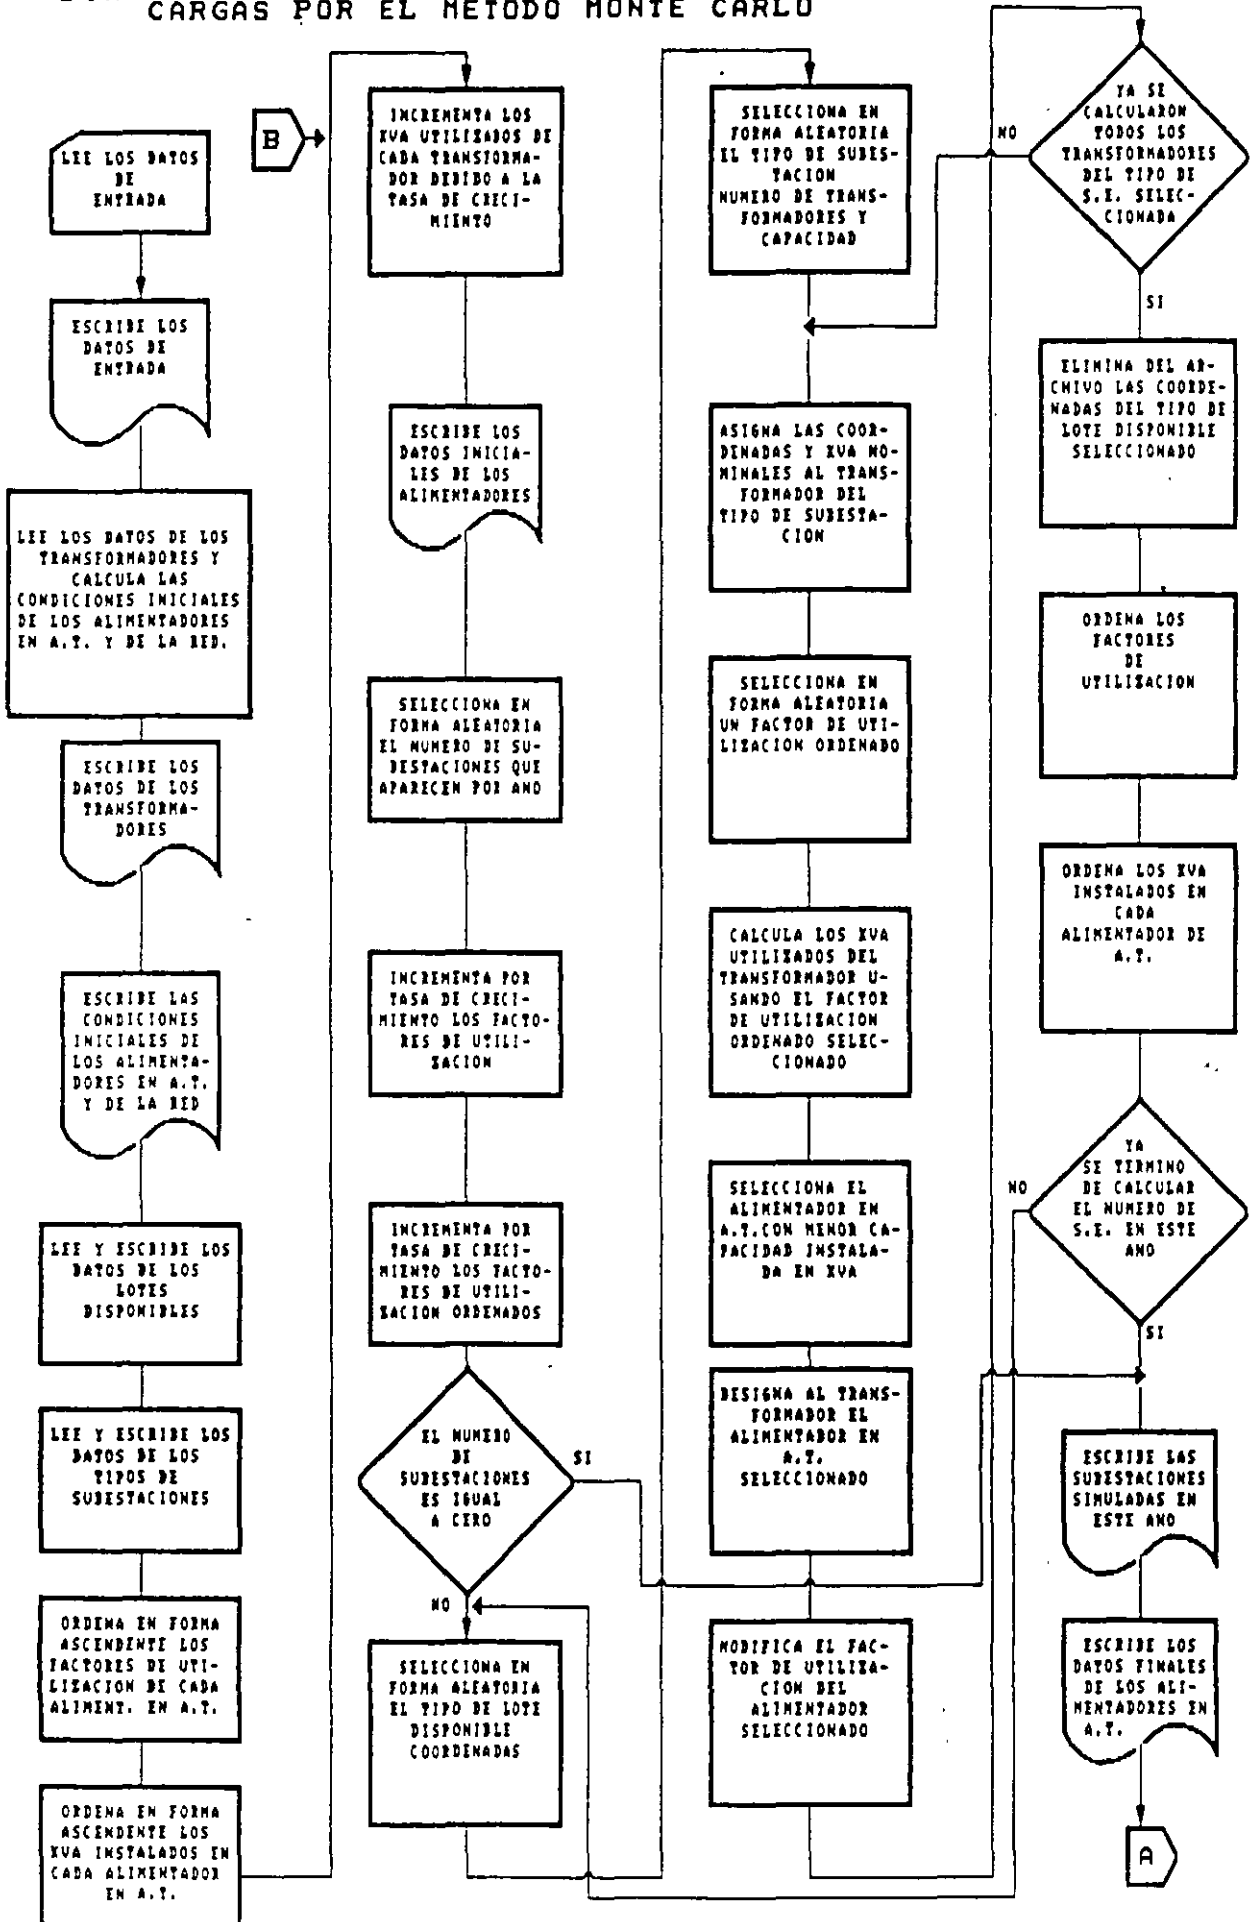 CARGAS POR EL METODO MONTE CARLO
LEE LOS DATOS
DE
ENTRADA
ESCRIBE LOS
DATOS DE
ENTRADA
LEE LOS DATOS DE LOS
TRANSFORMADORES Y
CALCULA LAS
CONDICIONES INICIALES
DE LOS ALIMENTADORES
EN A.T. Y DE LA RED.
ESCRIBE LOS
DATOS DE LOS
TRANSFORMA-
DORES
ESCRIBE LAS
CONDICIONES
INICIALES DE
LOS ALIMENTA-
DORES EN A.T.
Y DE LA RED
LEE Y ESCRIBE LOS
DATOS DE LOS
LOTES
DISPONIBLES
LEE Y ESCRIBE LOS
DATOS DE LOS
TIPOS DE
SUBESTACIONES
ORDENA EN FORMA
ASCENDENTE LOS
FACTORES DE UTI-
LIZACION DE CADA
ALIMENT. EN A.T.
ORDENA EN FORMA
ASCENDENTE LOS
KVA INSTALADOS EN
CADA ALIMENTADOR
EN A.T.
B
INCREMENTA LOS
KVA UTILIZADOS DE
CADA TRANSFORMA-
DOR DEBIDO A LA
TASA DE CRECI-
MIENTO
ESCRIBE LOS
DATOS INICIA-
LES DE LOS
ALIMENTADORES
SELECCIONA EN
FORMA ALEATORIA
EL NUMERO DE SU-
BESTACIONES QUE
APARECEN POR ANO
INCREMENTA POR
TASA DE CRECI-
MIENTO LOS FACTO-
RES DE UTILI-
ZACION
INCREMENTA POR
TASA DE CRECI-
MIENTO LOS FACTO-
RES DE UTILI-
ZACION ORDENADOS
EL NUMERO
DE
SUBESTACIONES
ES IGUAL
A CERO
SI
NO
SELECCIONA EN
FORMA ALEATORIA
EL TIPO DE LOTE
DISPONIBLE
COORDENADAS
SELECCIONA EN
FORMA ALEATORIA
EL TIPO DE SUBES-
TACION
NUMERO DE TRANS-
FORMADORES Y
CAPACIDAD
ASIGNA LAS COOR-
DENADAS Y KVA NO-
MINALES AL TRANS-
FORMADOR DEL
TIPO DE SUBESTA-
CION
SELECCIONA EN
FORMA ALEATORIA
UN FACTOR DE UTI-
LIZACION ORDENADO
CALCULA LOS KVA
UTILIZADOS DEL
TRANSFORMADOR U-
SANDO EL FACTOR
DE UTILIZACION
ORDENADO SELEC-
CIONADO
SELECCIONA EL
ALIMENTADOR EN
A.T.CON MENOR CA-
PACIDAD INSTALA-
DA EN KVA
DESIGNA AL TRANS-
FORMADOR EL
ALIMENTADOR EN
A.T.
SELECCIONADO
MODIFICA EL FAC-
TOR DE UTILIZA-
CION DEL
ALIMENTADOR
SELECCIONADO
YA SE
CALCULARON
TODOS LOS
TRANSFORMADORES
DEL TIPO DE
S.E. SELEC-
CIONADA
NO
SI
ELIMINA DEL AR-
CHIVO LAS COORDE-
NADAS DEL TIPO DE
LOTE DISPONIBLE
SELECCIONADO
ORDENA LOS
FACTORES
DE
UTILIZACION
ORDENA LOS KVA
INSTALADOS EN
CADA
ALIMENTADOR DE
A.T.
YA
SE TERMINO
DE CALCULAR
EL NUMERO DE
S.E. EN ESTE
ANO
NO
SI
ESCRIBE LAS
SUBESTACIONES
SIMULADAS EN
ESTE ANO
ESCRIBE LOS
DATOS FINALES
DE LOS ALI-
MENTADORES EN
A.T.
A